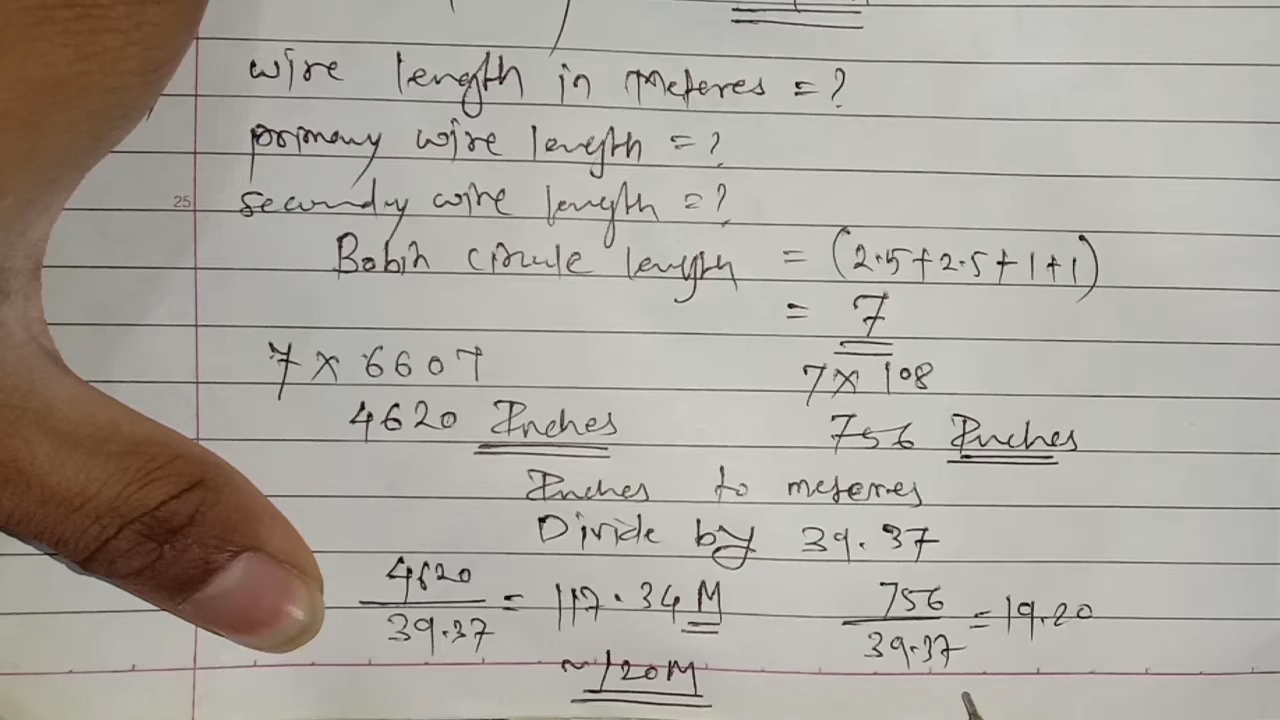 wire length in Meteres = ?
primary wire length = ?
25
secondy wire length = ?
Bobin circule length = (2.5+2.5+1+1)
= 7
7 x 660T
7 x 108
4620 Inches
756 Inches
Inches to meteres
Divide by 39.37
4620/39.37 = 117.34 M
756/39.37 = 19.20
~120M